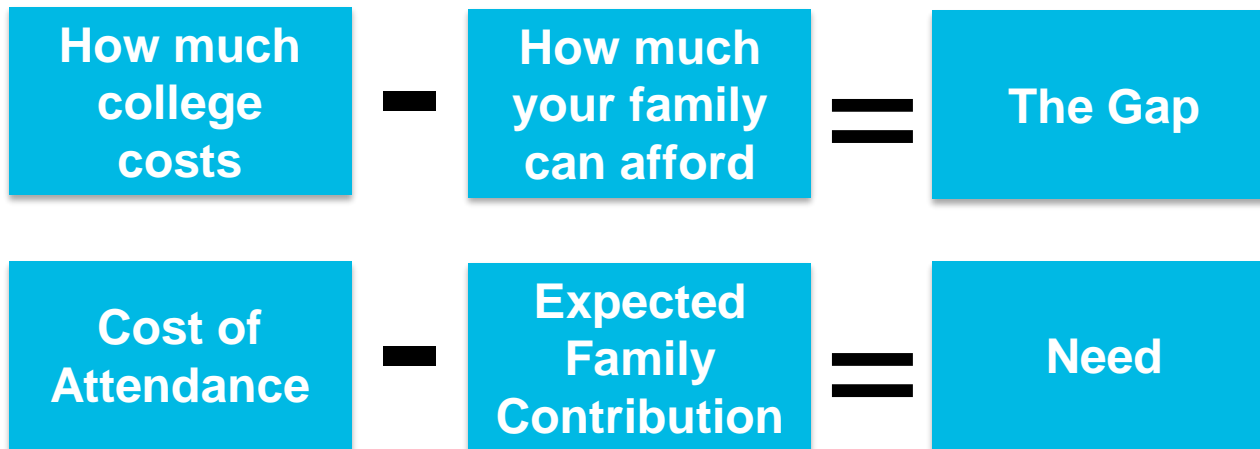 How much
college
costs
-
How much
your family
can afford
=
The Gap
Cost of
Attendance
-
Expected
Family
Contribution
=
Need